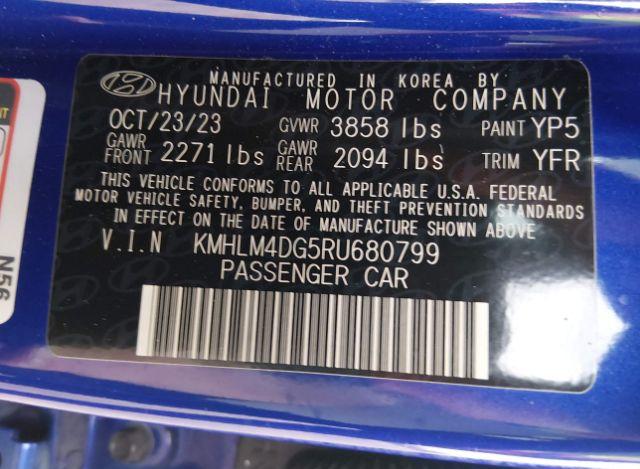 MANUFACTURED IN KOREA BY
HYUNDAI MOTOR COMPANY
OCT/23/23 GVWR 3858 lbs PAINT YP5
GAWR FRONT 2271 lbs GAWR REAR 2094 lbs TRIM YFR
THIS VEHICLE CONFORMS TO ALL APPLICABLE U.S.A. FEDERAL
MOTOR VEHICLE SAFETY, BUMPER, AND THEFT PREVENTION STANDARDS
IN EFFECT ON THE DATE OF MANUFACTURE SHOWN ABOVE.
V.I.N KMHLM4DG5RU680799
PASSENGER CAR
N56